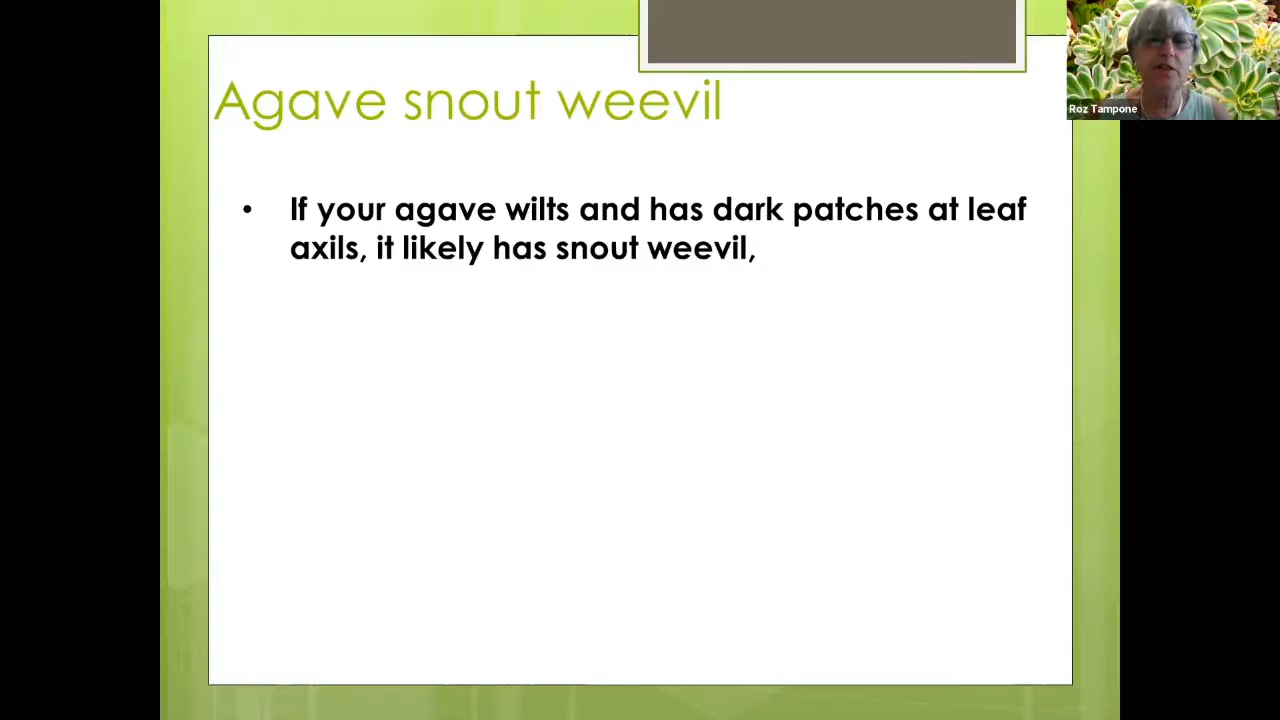 Agave snout weevil
• If your agave wilts and has dark patches at leaf
axils, it likely has snout weevil,
Roz Tampone